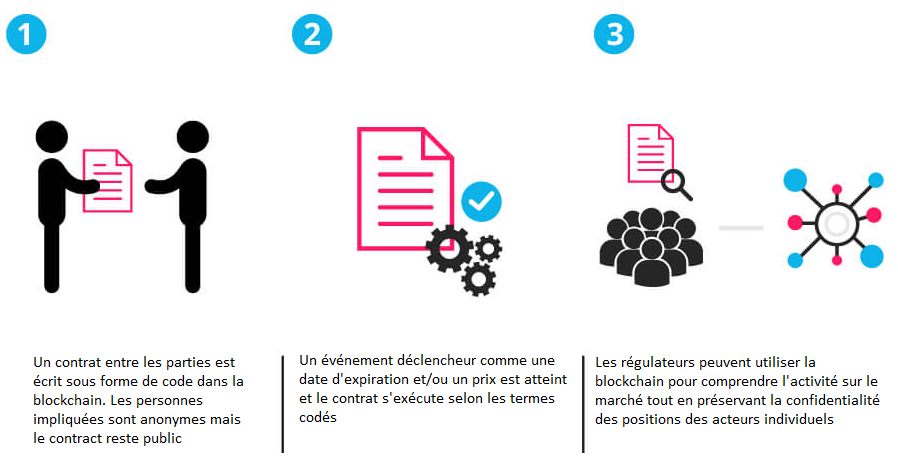 1
2
3
Un contrat entre les parties est
écrit sous forme de code dans la
blockchain. Les personnes
impliquées sont anonymes mais
le contract reste public
Un événement déclencheur comme une
date d'expiration et/ou un prix est atteint
et le contrat s'exécute selon les termes
codés
Les régulateurs peuvent utiliser la
blockchain pour comprendre l'activité sur le
marché tout en préservant la confidentialité
des positions des acteurs individuels